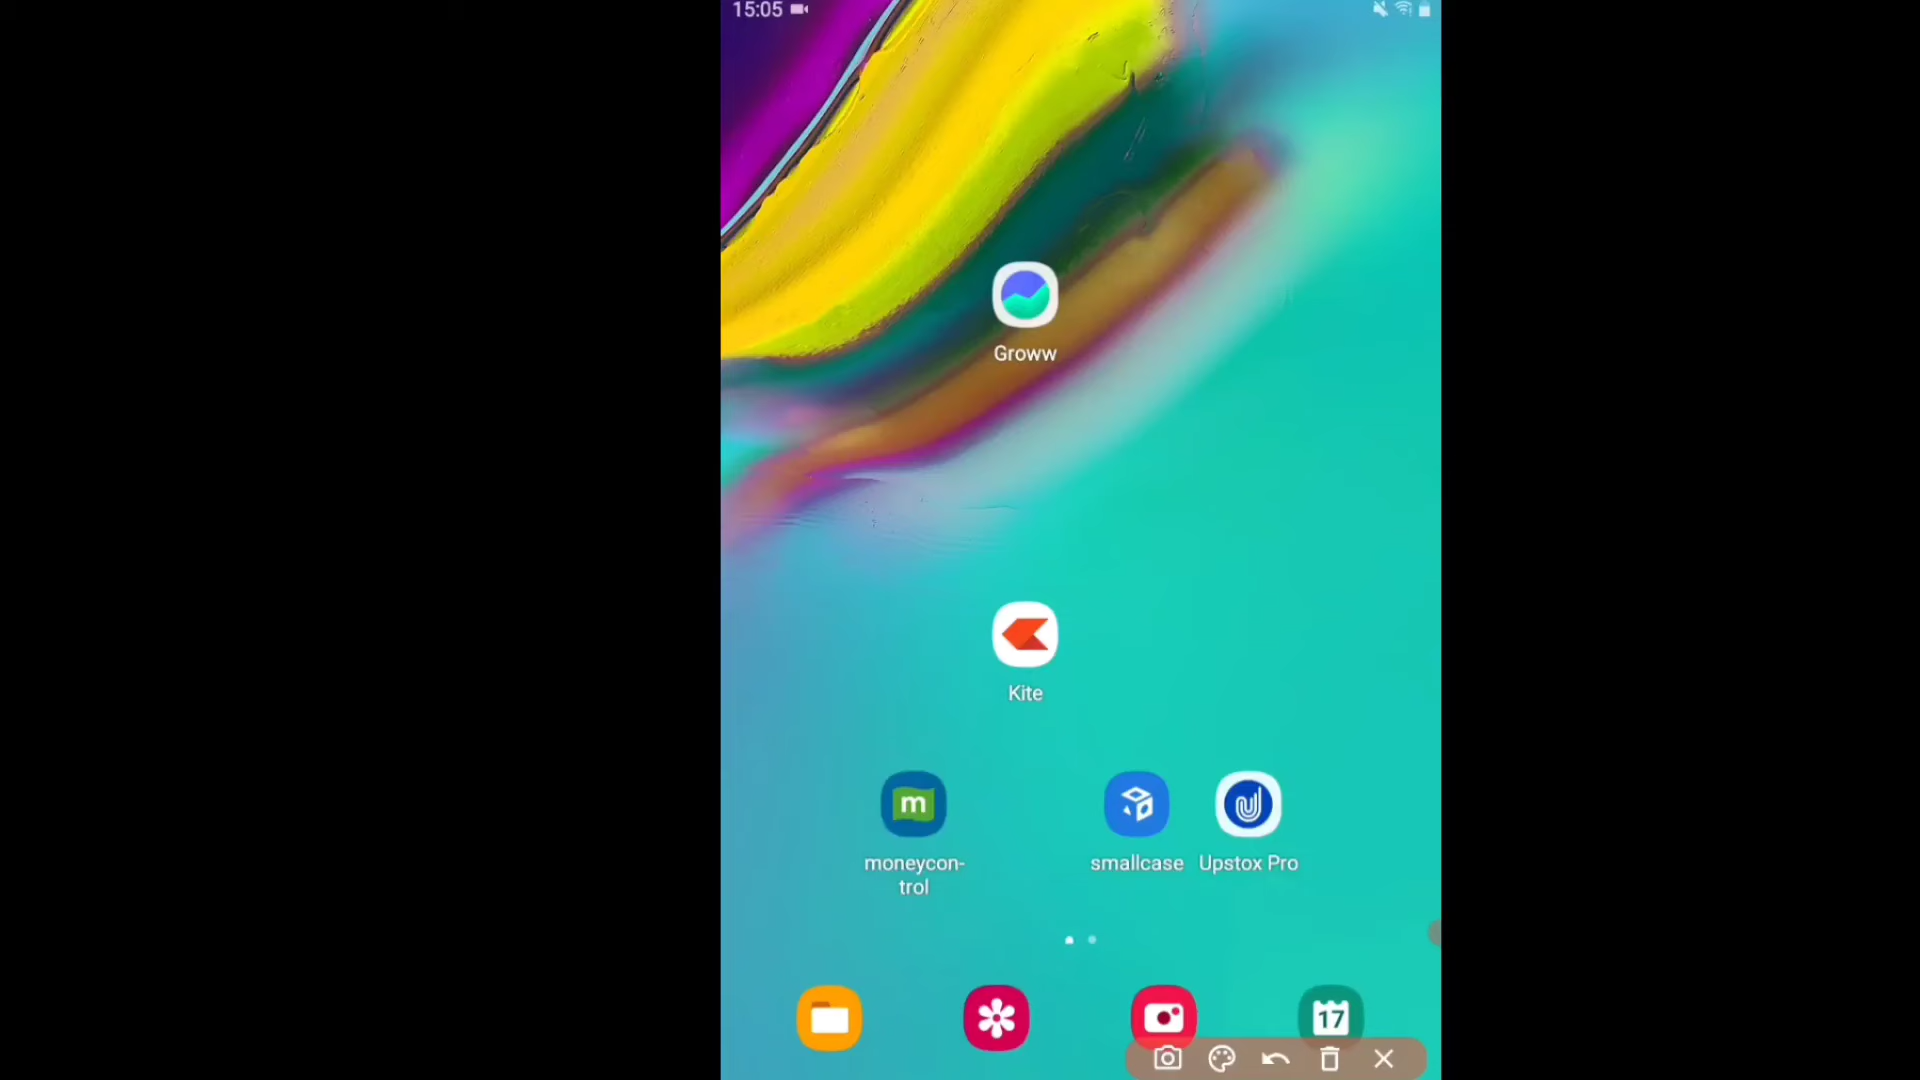 15:05
Groww
Kite
m
moneycon-
trol
smallcase
Upstox Pro
17